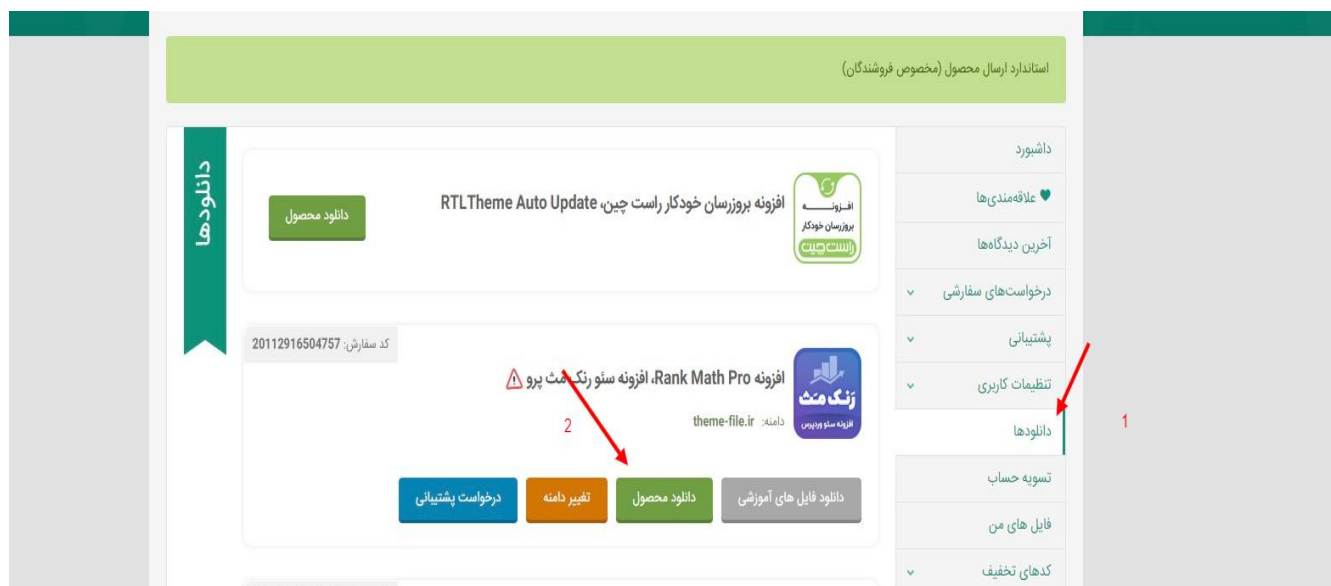 استاندارد ارسال محصول (مخصوص فروشندگان)
داشبورد
علاقه‌مندی‌ها
آخرین دیدگاه‌ها
درخواست‌های سفارشی
پشتیبانی
تنظیمات کاربری
دانلودها
تسویه حساب
فایل های من
کدهای تخفیف
1
دانلودها
افزونه
بروزرسان خودکار
راست چین
افزونه بروزرسان خودکار راست چین، RTLTheme Auto Update
دانلود محصول
کد سفارش: 20112916504757
رنک مث
افزونه سئو وردپرس
افزونه Rank Math Pro، افزونه سئو رنک مث پرو
دامنه: theme-file.ir
2
دانلود فایل های آموزشی
دانلود محصول
تغییر دامنه
درخواست پشتیبانی